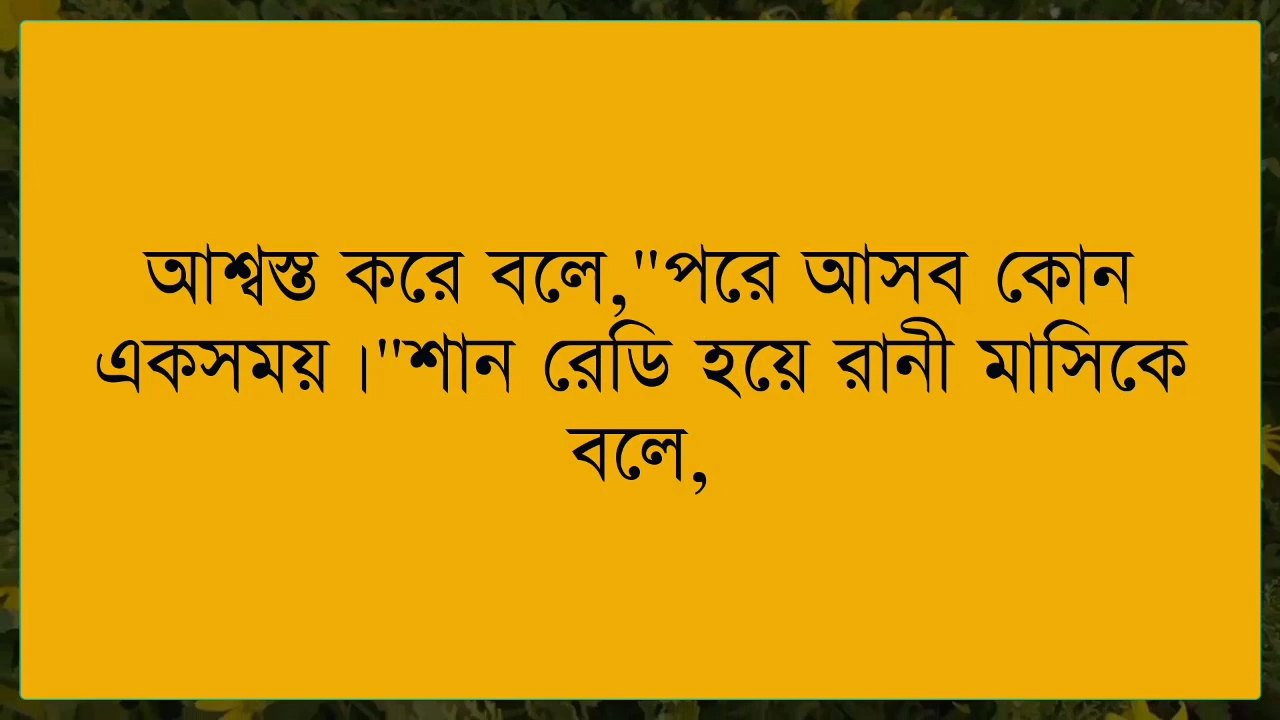 আশ্বস্ত করে বলে,"পরে আসব কোন
একসময় ।"শান রেডি হয়ে রানী মাসিকে
বলে,